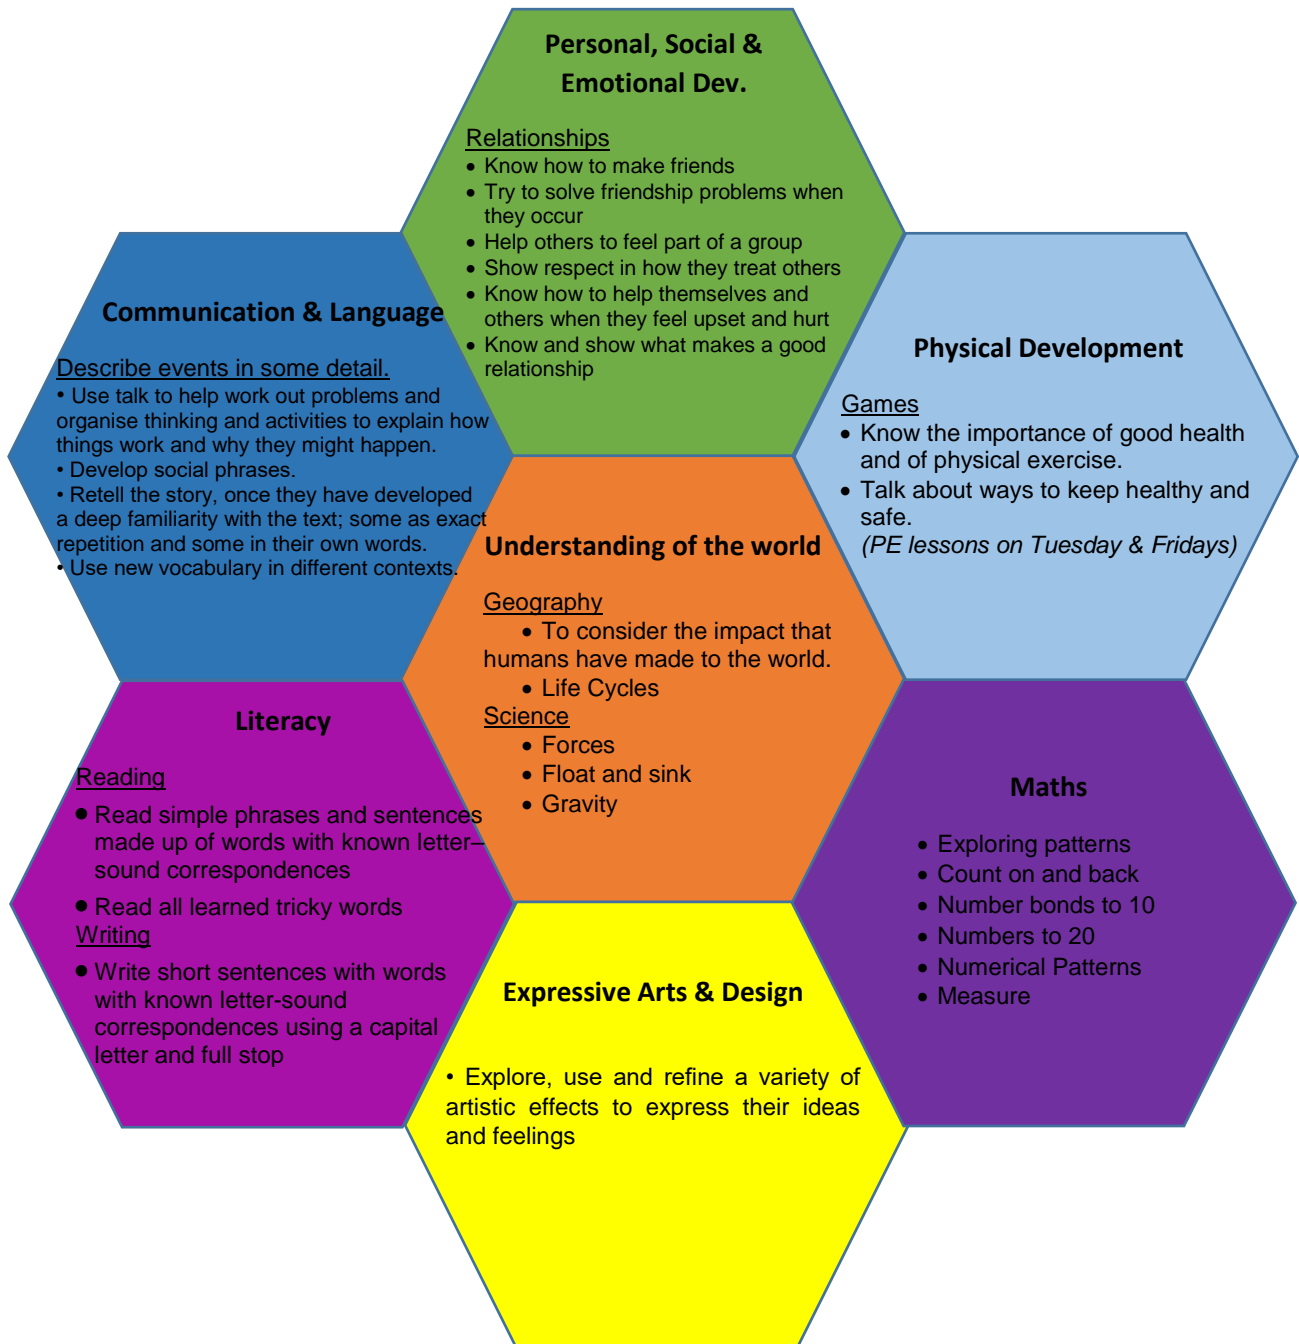 Personal, Social &
Emotional Dev.
Relationships
• Know how to make friends
• Try to solve friendship problems when
they occur
• Help others to feel part of a group
• Show respect in how they treat others
• Know how to help themselves and
others when they feel upset and hurt
• Know and show what makes a good
relationship
Communication & Language
Describe events in some detail.
• Use talk to help work out problems and
organise thinking and activities to explain how
things work and why they might happen.
• Develop social phrases.
• Retell the story, once they have developed
a deep familiarity with the text; some as exact
repetition and some in their own words.
• Use new vocabulary in different contexts.
Physical Development
Games
• Know the importance of good health
and of physical exercise.
• Talk about ways to keep healthy and
safe.
(PE lessons on Tuesday & Fridays)
Understanding of the world
Geography
• To consider the impact that
humans have made to the world.
• Life Cycles
Science
• Forces
• Float and sink
• Gravity
Literacy
Reading
• Read simple phrases and sentences
made up of words with known letter–
sound correspondences
• Read all learned tricky words
Writing
• Write short sentences with words
with known letter-sound
correspondences using a capital
letter and full stop
Maths
• Exploring patterns
• Count on and back
• Number bonds to 10
• Numbers to 20
• Numerical Patterns
• Measure
Expressive Arts & Design
• Explore, use and refine a variety of
artistic effects to express their ideas
and feelings